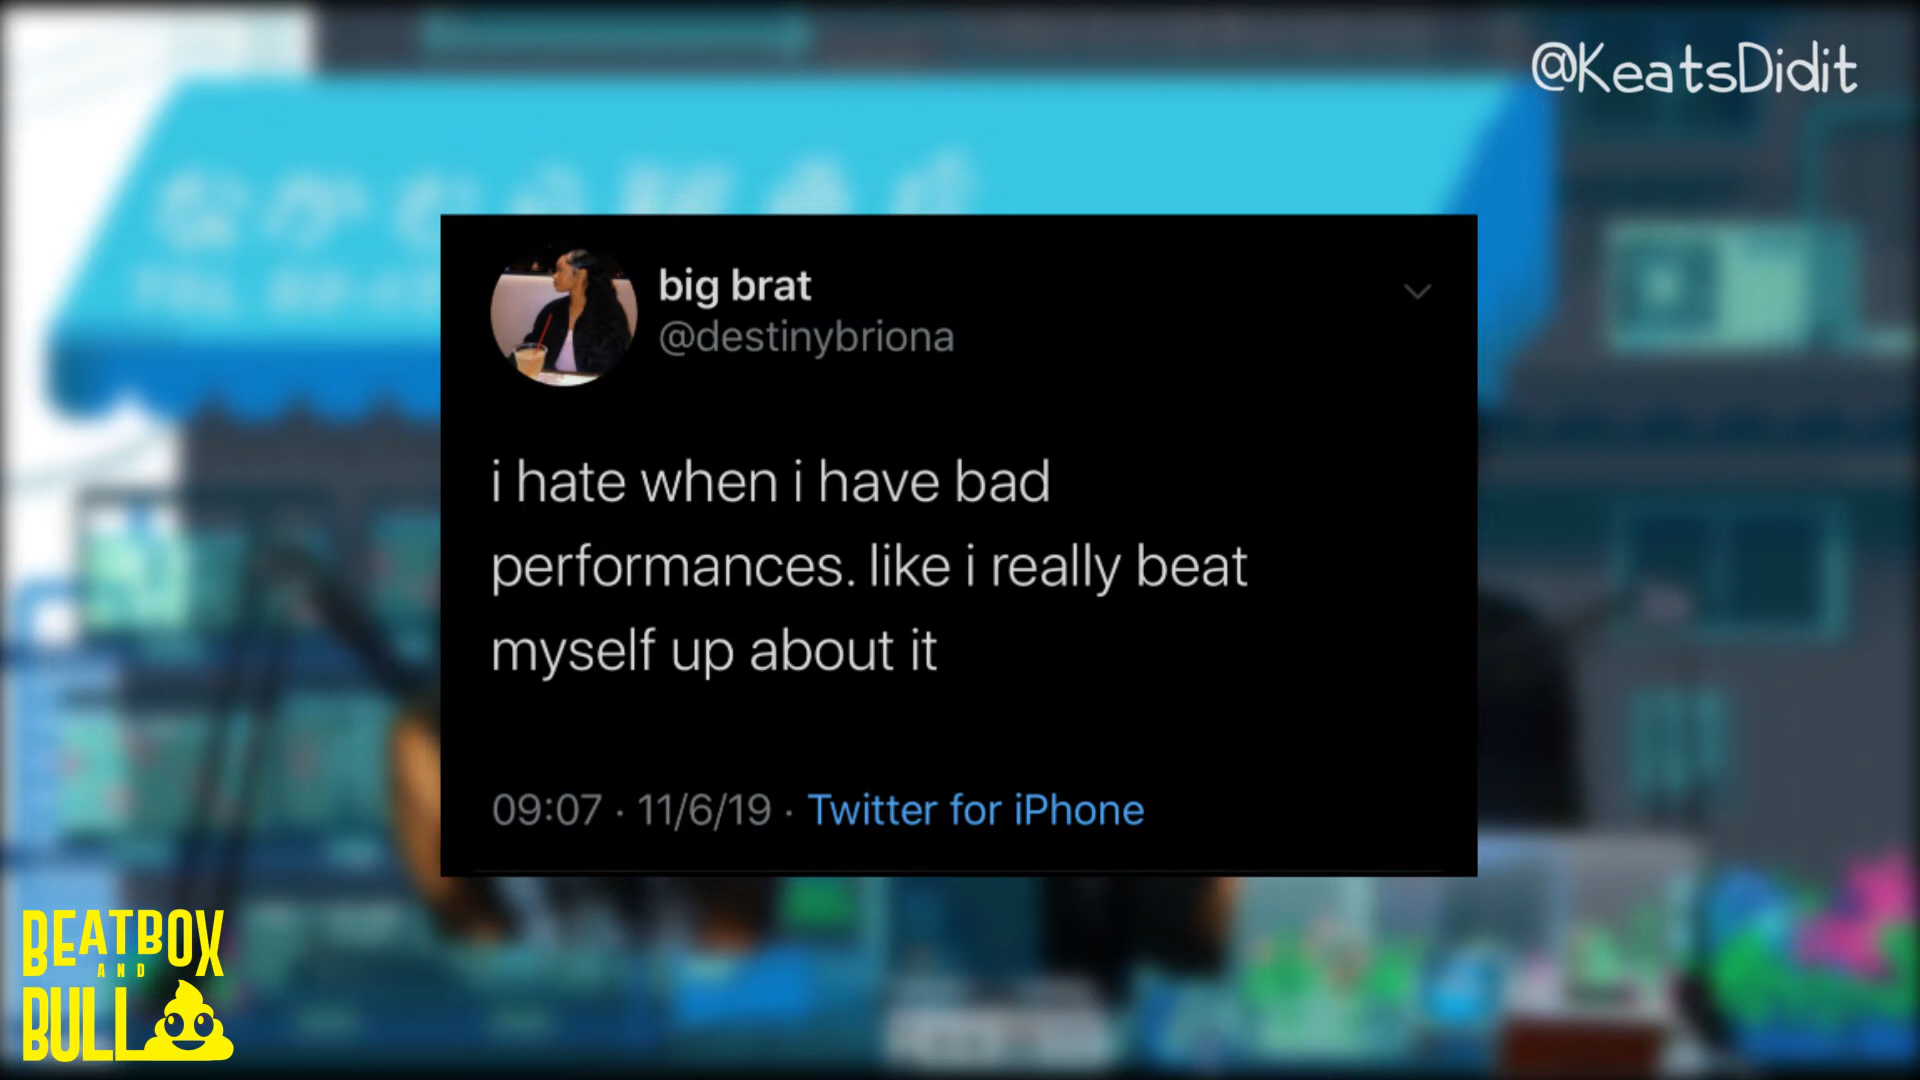 @KeatsDidit
big brat
@destinybriona
i hate when i have bad
performances. like i really beat
myself up about it
09:07 · 11/6/19 · Twitter for iPhone
BEATBOX
AND
BULL